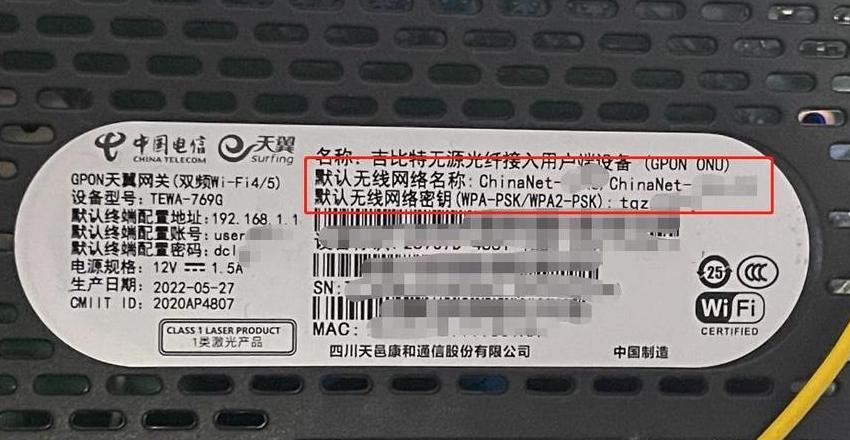 中国电信
CHINA TELECOM
天翼
surfing
GPON天翼网关(双频Wi-Fi4/5)
设备型号: TEWA-769G
默认终端配置地址:192.168.1.1
默认终端配置账号: user
默认终端配置密码: dcl
电源规格: 12V 1.5A
生产日期: 2022-05-27
CMIIT ID: 2020AP4807
CLASS 1 LASER PRODUCT
1类激光产品
名称: 吉比特无源光纤接入用户端设备 (GPON ONU)
默认无线网络名称: ChinaNet- ChinaNet-
默认无线网络密钥(WPA-PSK/WPA2-PSK): tqz
SN:
MAC:
四川天邑康和通信股份有限公司
中国制造
25
CCC
Wi Fi
CERTIFIED